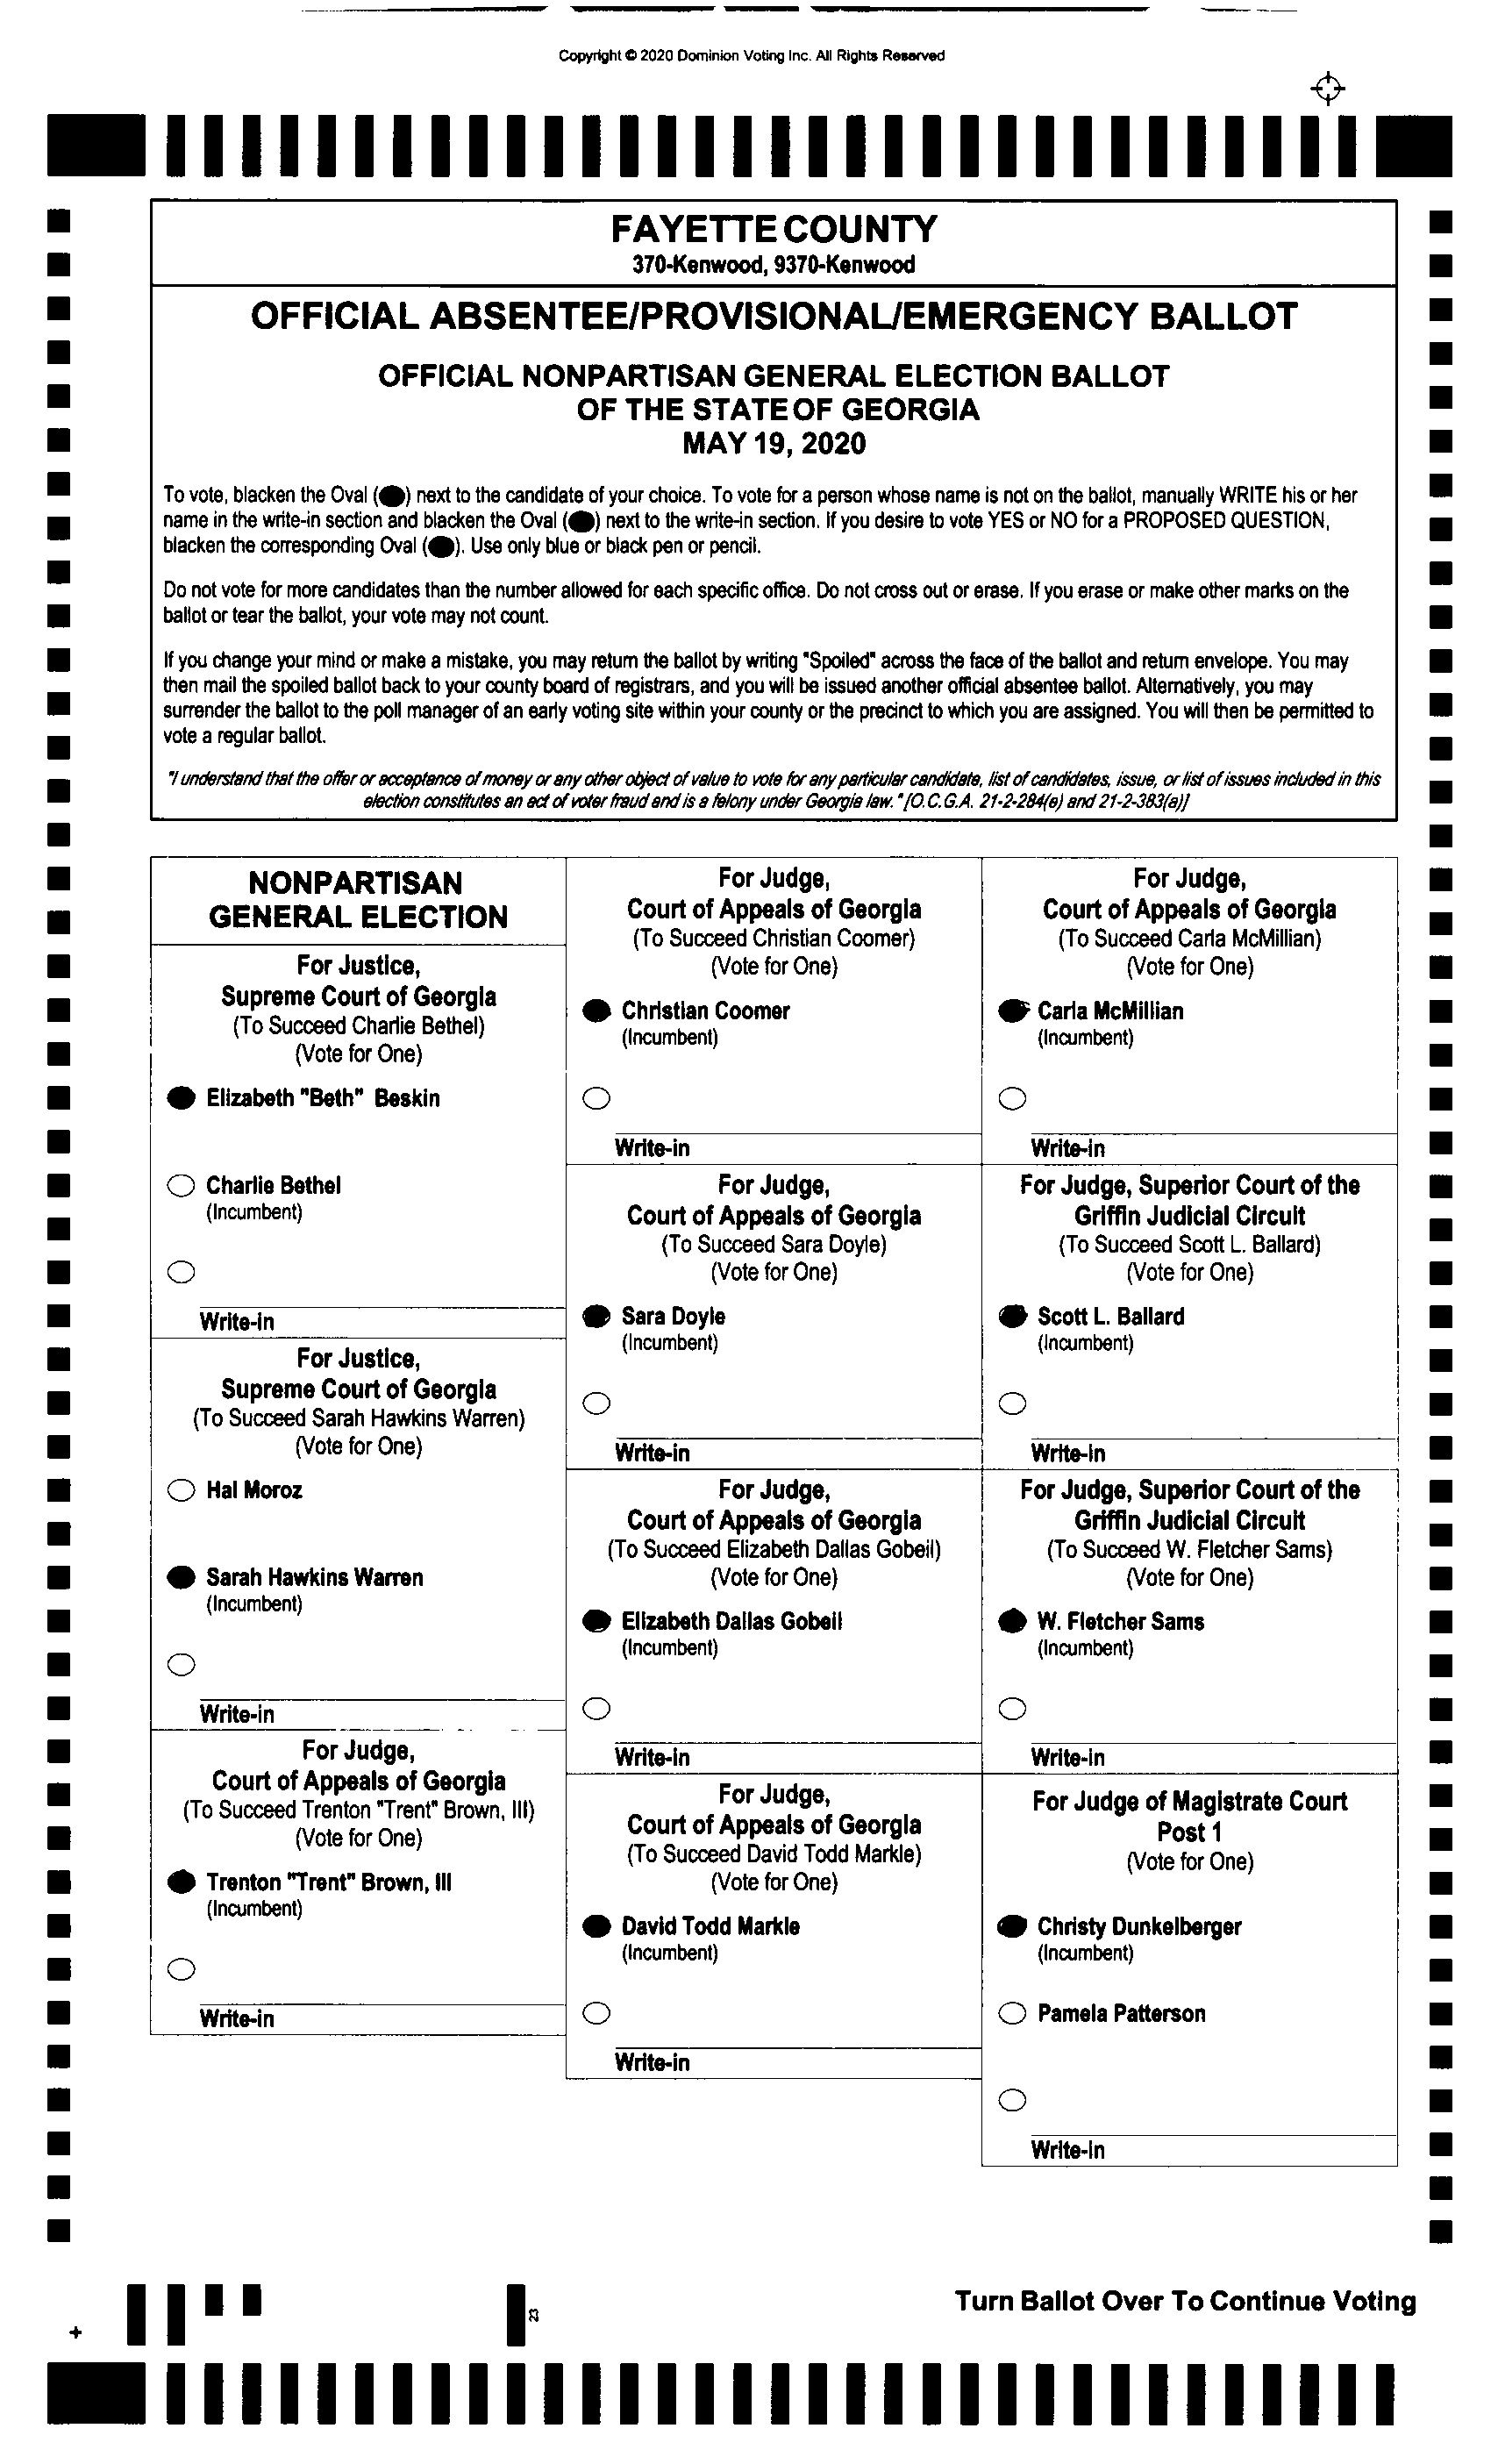 Copyright © 2020 Dominion Voting Inc. All Rights Reserved
FAYETTE COUNTY
370-Kenwood, 9370-Kenwood
OFFICIAL ABSENTEE/PROVISIONAL/EMERGENCY BALLOT
OFFICIAL NONPARTISAN GENERAL ELECTION BALLOT
OF THE STATE OF GEORGIA
MAY 19, 2020
To vote, blacken the Oval ( ) next to the candidate of your choice. To vote for a person whose name is not on the ballot, manually WRITE his or her
name in the write-in section and blacken the Oval ( ) next to the write-in section. If you desire to vote YES or NO for a PROPOSED QUESTION,
blacken the corresponding Oval ( ). Use only blue or black pen or pencil.
Do not vote for more candidates than the number allowed for each specific office. Do not cross out or erase. If you erase or make other marks on the
ballot or tear the ballot, your vote may not count.
If you change your mind or make a mistake, you may return the ballot by writing "Spoiled" across the face of the ballot and return envelope. You may
then mail the spoiled ballot back to your county board of registrars, and you will be issued another official absentee ballot. Alternatively, you may
surrender the ballot to the poll manager of an early voting site within your county or the precinct to which you are assigned. You will then be permitted to
vote a regular ballot.
"I understand that the offer or acceptance of money or any other object of value to vote for any particular candidate, list of candidates, issue, or list of issues included in this
election constitutes an act of voter fraud and is a felony under Georgia law." [O.C.G.A. 21-2-284(e) and 21-2-383(a)]
NONPARTISAN
GENERAL ELECTION
For Justice,
Supreme Court of Georgia
(To Succeed Charlie Bethel)
(Vote for One)
Elizabeth "Beth" Beskin
Charlie Bethel
(Incumbent)
Write-in
For Justice,
Supreme Court of Georgia
(To Succeed Sarah Hawkins Warren)
(Vote for One)
Hal Moroz
Sarah Hawkins Warren
(Incumbent)
Write-in
For Judge,
Court of Appeals of Georgia
(To Succeed Trenton "Trent" Brown, III)
(Vote for One)
Trenton "Trent" Brown, III
(Incumbent)
Write-in
For Judge,
Court of Appeals of Georgia
(To Succeed Christian Coomer)
(Vote for One)
Christian Coomer
(Incumbent)
Write-in
For Judge,
Court of Appeals of Georgia
(To Succeed Sara Doyle)
(Vote for One)
Sara Doyle
(Incumbent)
Write-in
For Judge,
Court of Appeals of Georgia
(To Succeed Elizabeth Dallas Gobeil)
(Vote for One)
Elizabeth Dallas Gobeil
(Incumbent)
Write-in
For Judge,
Court of Appeals of Georgia
(To Succeed David Todd Markle)
(Vote for One)
David Todd Markle
(Incumbent)
Write-in
For Judge,
Court of Appeals of Georgia
(To Succeed Carla McMillian)
(Vote for One)
Carla McMillian
(Incumbent)
Write-in
For Judge, Superior Court of the
Griffin Judicial Circuit
(To Succeed Scott L. Ballard)
(Vote for One)
Scott L. Ballard
(Incumbent)
Write-in
For Judge, Superior Court of the
Griffin Judicial Circuit
(To Succeed W. Fletcher Sams)
(Vote for One)
W. Fletcher Sams
(Incumbent)
Write-in
For Judge of Magistrate Court
Post 1
(Vote for One)
Christy Dunkelberger
(Incumbent)
Pamela Patterson
Write-in
23
Turn Ballot Over To Continue Voting